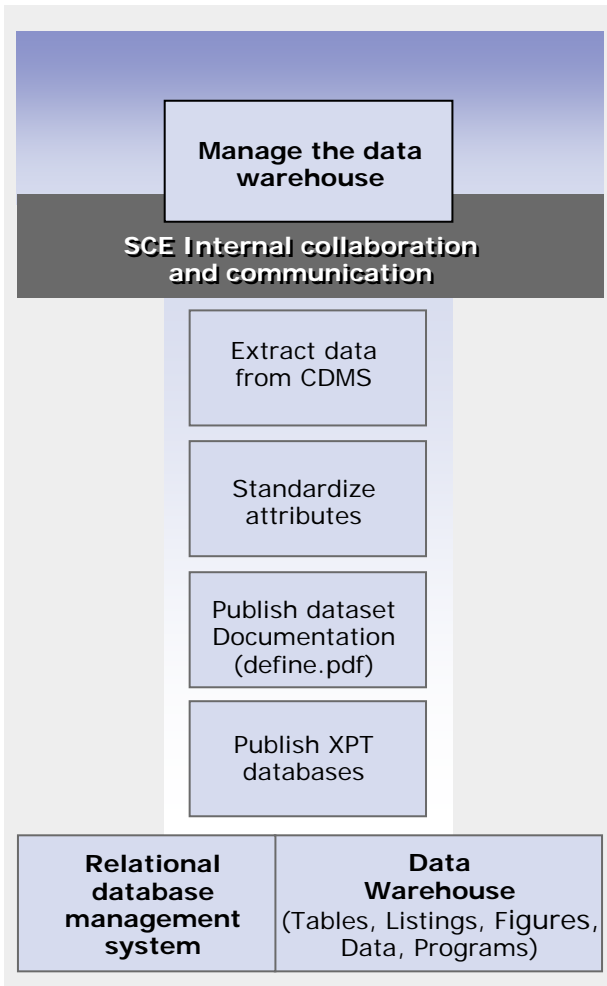 Manage the data
warehouse
SCE Internal collaboration
and communication
Extract data
from CDMS
Standardize
attributes
Publish dataset
Documentation
(define.pdf)
Publish XPT
databases
Relational
database
management
system
Data
Warehouse
(Tables, Listings, Figures,
Data, Programs)